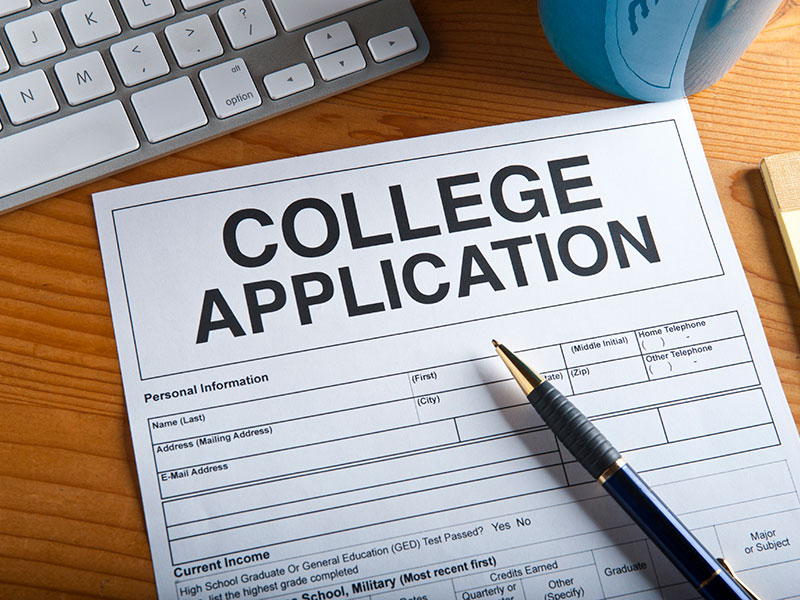 J K L : ; " '
N M < , > . ? /
alt
option
COLLEGE
APPLICATION
Personal Information
Name (Last) (First) (Middle Initial) Home Telephone
( ) -
Address (Mailing Address) (City) (Zip) Other Telephone
( ) -
E-Mail Address
Current Income
High School Graduate Or General Education (GED) Test Passed? Yes No
list the highest grade completed
School, Military (Most recent first)
Credits Earned Graduate Major
or Subject
Quarterly or Other
(Specify)